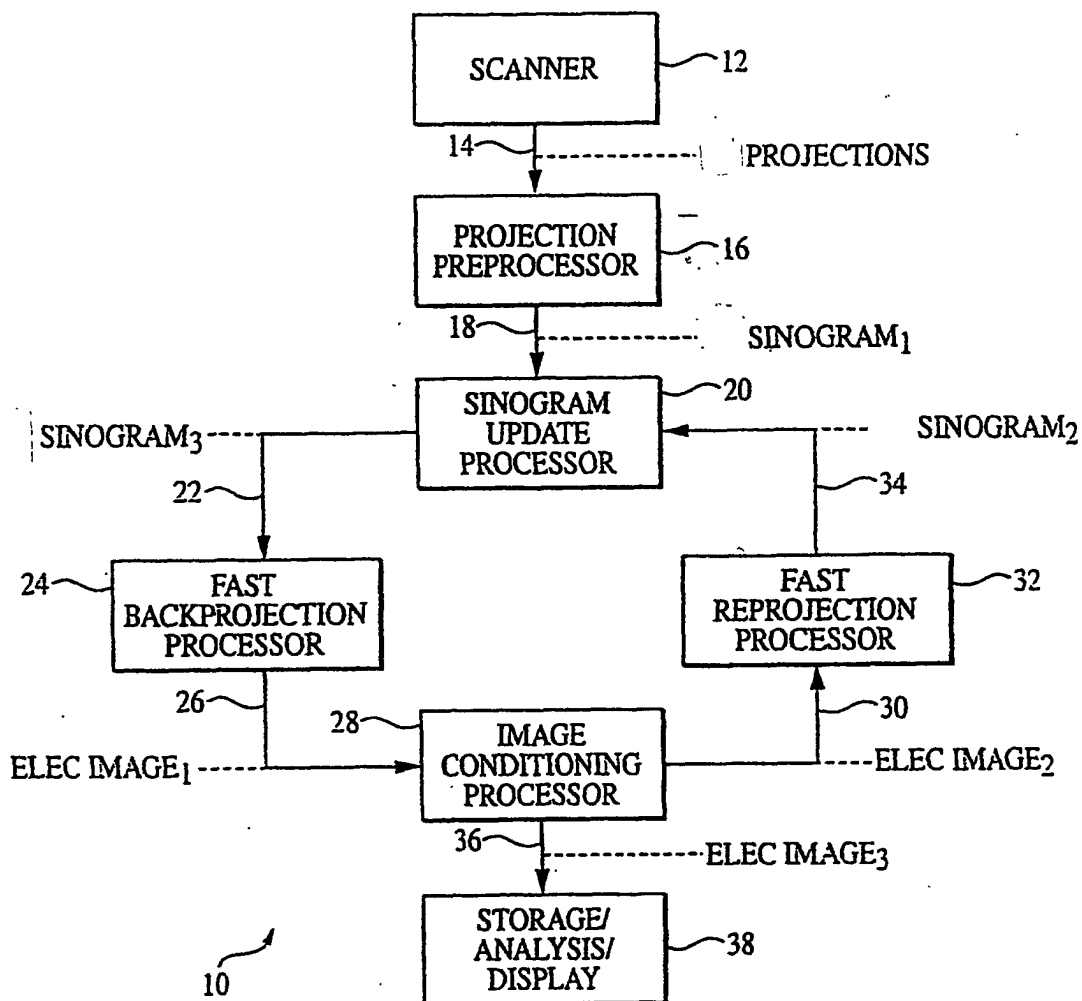 SCANNER
12
14
PROJECTIONS
PROJECTION
PREPROCESSOR
16
18
SINOGRAM1
20
SINOGRAM
UPDATE
PROCESSOR
SINOGRAM3
SINOGRAM2
22
34
24
FAST
BACKPROJECTION
PROCESSOR
FAST
REPROJECTION
PROCESSOR
32
26
28
30
IMAGE
CONDITIONING
PROCESSOR
ELEC IMAGE1
ELEC IMAGE2
36
ELEC IMAGE3
STORAGE/
ANALYSIS/
DISPLAY
38
10